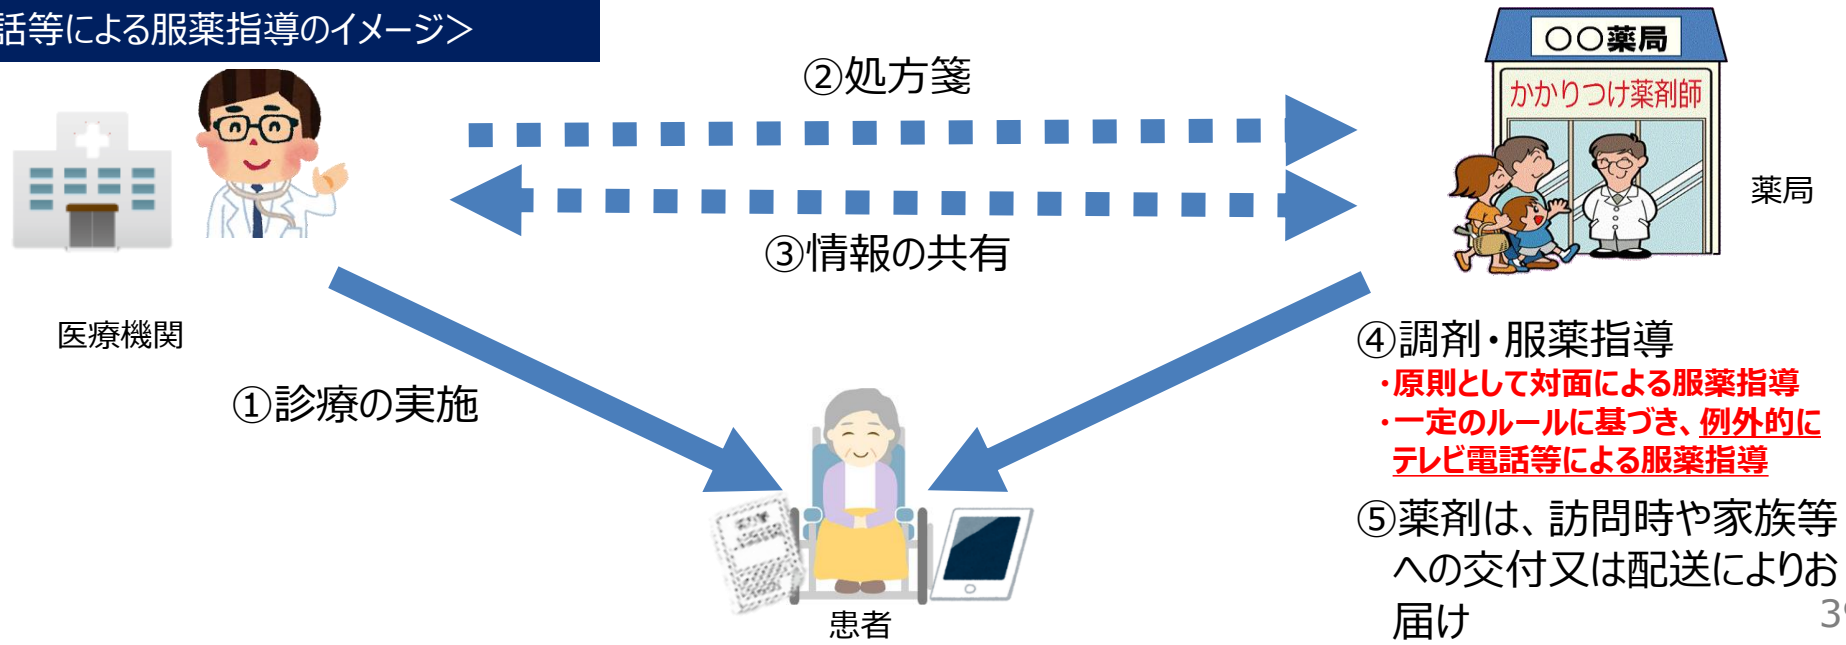 話等による服薬指導のイメージ＞
②処方箋
○○薬局
かかりつけ薬剤師
薬局
③情報の共有
医療機関
①診療の実施
④調剤・服薬指導
・原則として対面による服薬指導
・一定のルールに基づき、例外的に
テレビ電話等による服薬指導
⑤薬剤は、訪問時や家族等
への交付又は配送によりお
届け
患者